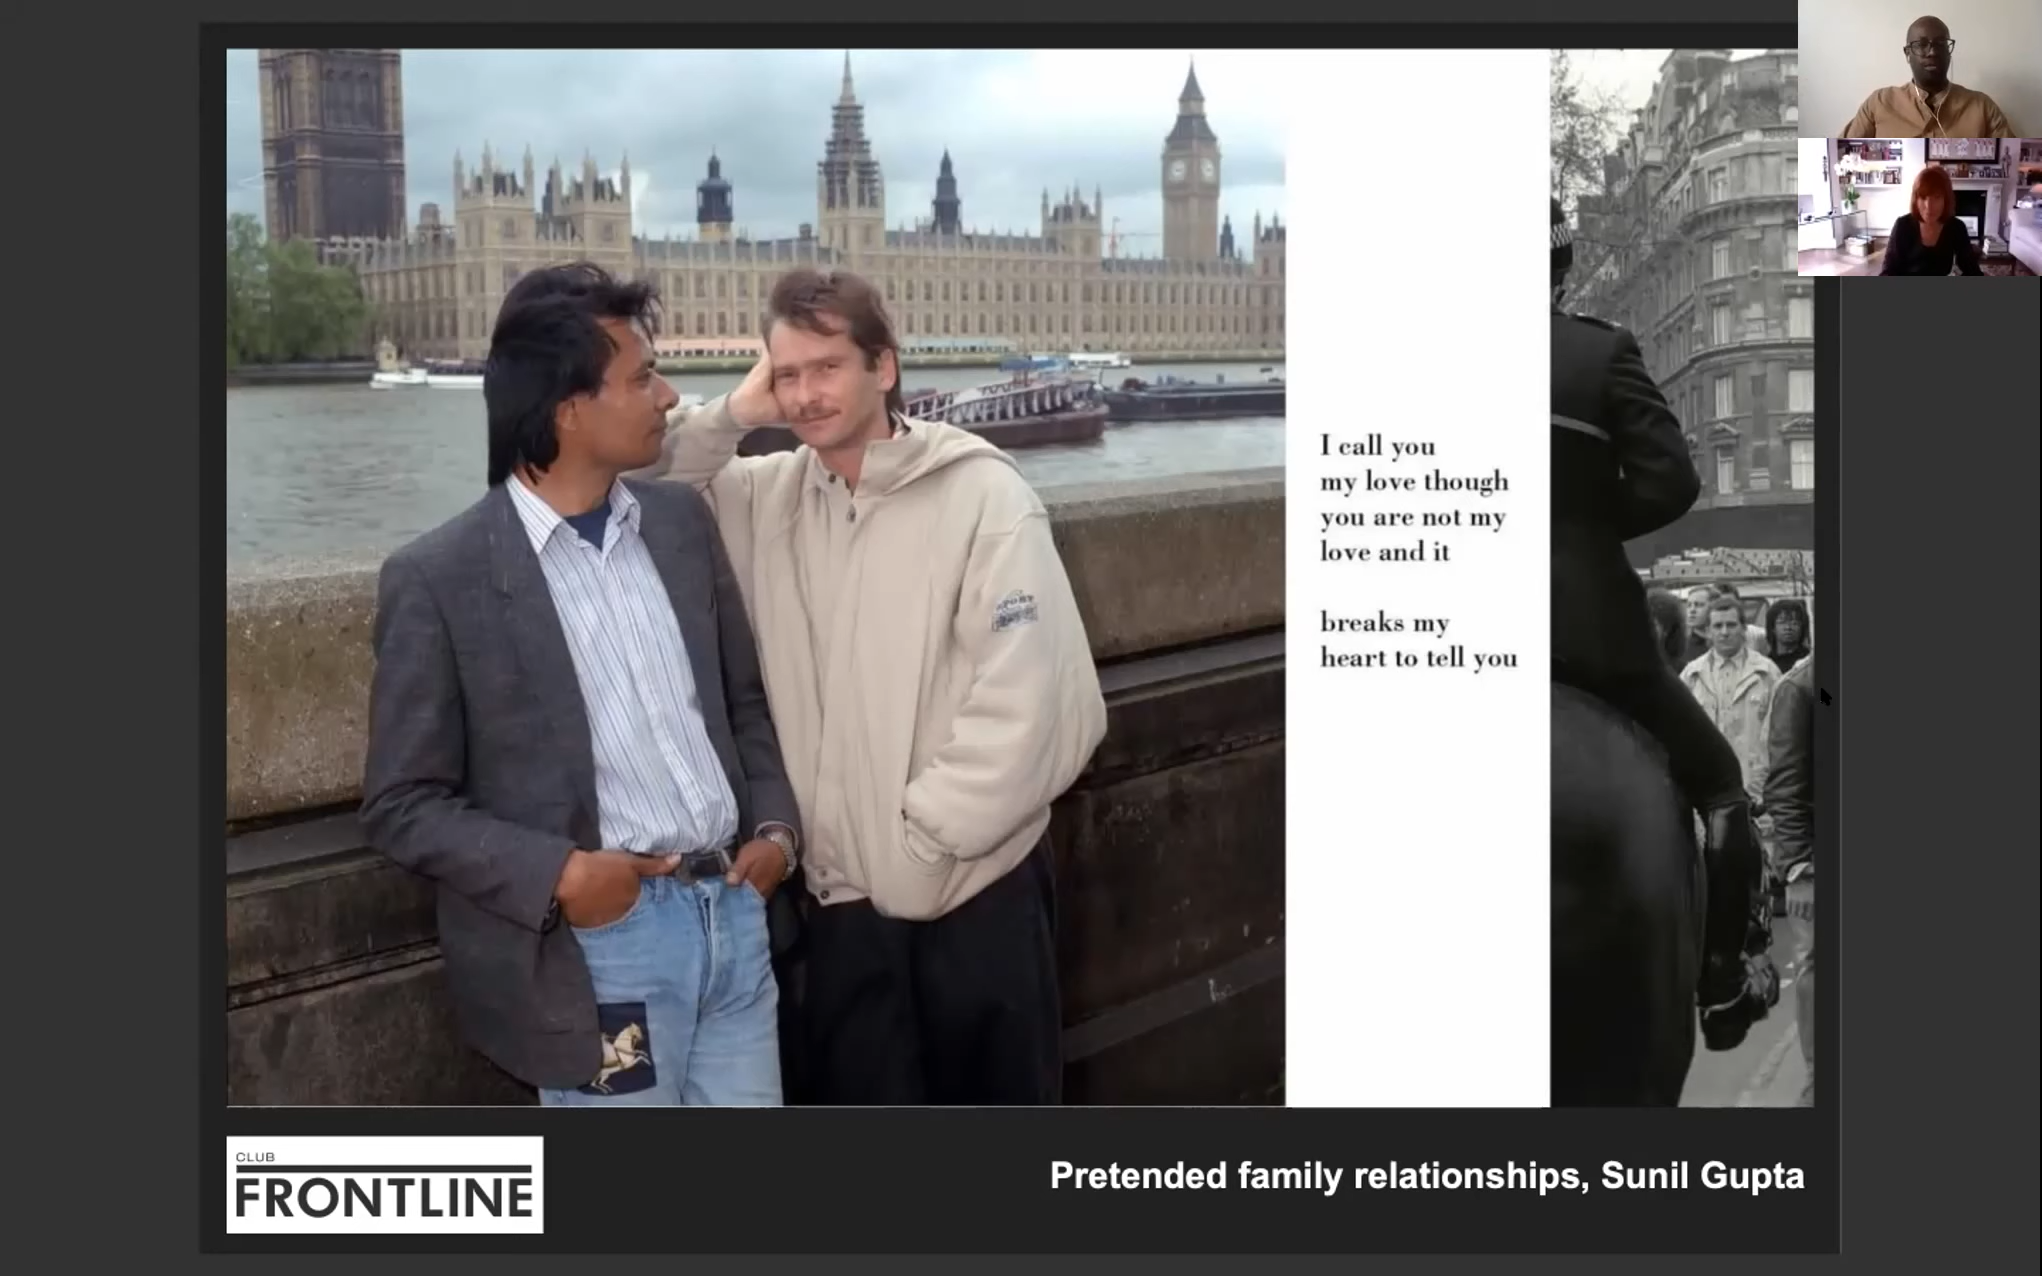 I call you
my love though
you are not my
love and it
breaks my
heart to tell you
CLUB
FRONTLINE
Pretended family relationships, Sunil Gupta